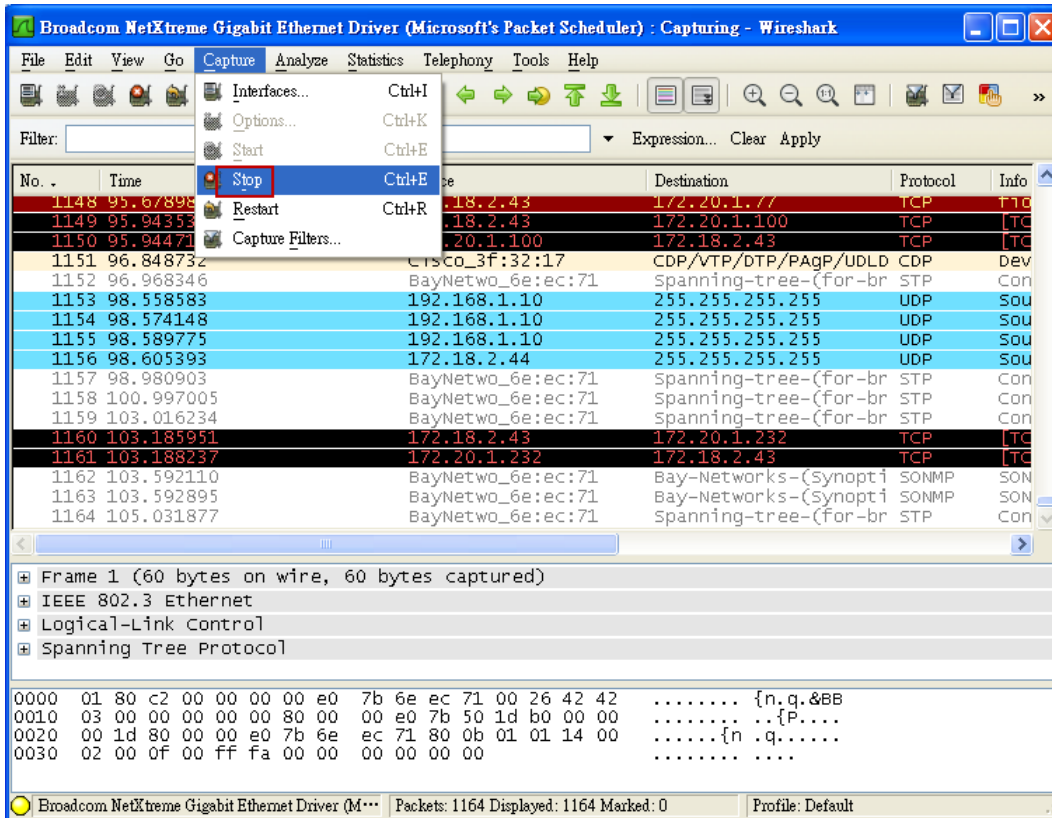 Broadcom NetXtreme Gigabit Ethernet Driver (Microsoft's Packet Scheduler) : Capturing - Wireshark
File Edit View Go Capture Analyze Statistics Telephony Tools Help
Interfaces... Ctrl+I
Options... Ctrl+K
Start Ctrl+E
Stop Ctrl+E
Restart Ctrl+R
Capture Filters...
Filter: Expression... Clear Apply
No. . Time Destination Protocol Info
1148 95.67898 .18.2.43 172.20.1.77 TCP
1149 95.94353 .18.2.43 172.20.1.100 TCP [TC
1150 95.94471 .20.1.100 172.18.2.43 TCP [TC
1151 96.848732 Cisco_3f:32:17 CDP/VTP/DTP/PAgP/UDLD CDP Dev
1152 96.968346 BayNetwo_6e:ec:71 Spanning-tree-(for-br STP Con
1153 98.558583 192.168.1.10 255.255.255.255 UDP Sou
1154 98.574148 192.168.1.10 255.255.255.255 UDP Sou
1155 98.589775 192.168.1.10 255.255.255.255 UDP Sou
1156 98.605393 172.18.2.44 255.255.255.255 UDP Sou
1157 98.980903 BayNetwo_6e:ec:71 Spanning-tree-(for-br STP Con
1158 100.997005 BayNetwo_6e:ec:71 Spanning-tree-(for-br STP Con
1159 103.016234 BayNetwo_6e:ec:71 Spanning-tree-(for-br STP Con
1160 103.185951 172.18.2.43 172.20.1.232 TCP [TC
1161 103.188237 172.20.1.232 172.18.2.43 TCP [TC
1162 103.592110 BayNetwo_6e:ec:71 Bay-Networks-(Synopti SONMP SON
1163 103.592895 BayNetwo_6e:ec:71 Bay-Networks-(Synopti SONMP SON
1164 105.031877 BayNetwo_6e:ec:71 Spanning-tree-(for-br STP Con
Frame 1 (60 bytes on wire, 60 bytes captured)
IEEE 802.3 Ethernet
Logical-Link Control
Spanning Tree Protocol
0000 01 80 c2 00 00 00 00 e0 7b 6e ec 71 00 26 42 42 ........ {n.q.&BB
0010 03 00 00 00 00 00 80 00 00 e0 7b 50 1d b0 00 00 ........ ..{P....
0020 00 1d 80 00 00 e0 7b 6e ec 71 80 0b 01 01 14 00 ......{n .q......
0030 02 00 0f 00 ff fa 00 00 00 00 00 00 ........ ....
Broadcom NetXtreme Gigabit Ethernet Driver (M··· Packets: 1164 Displayed: 1164 Marked: 0 Profile: Default